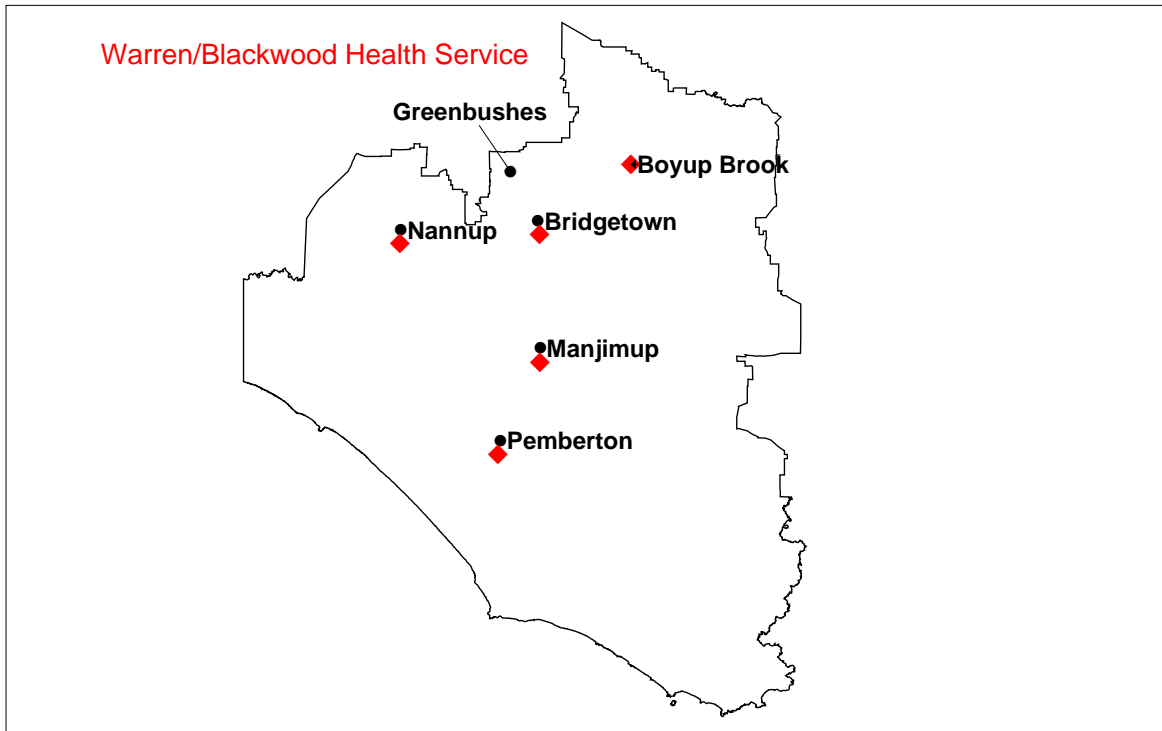 Warren/Blackwood Health Service
Greenbushes
Boyup Brook
Bridgetown
Nannup
Manjimup
Pemberton